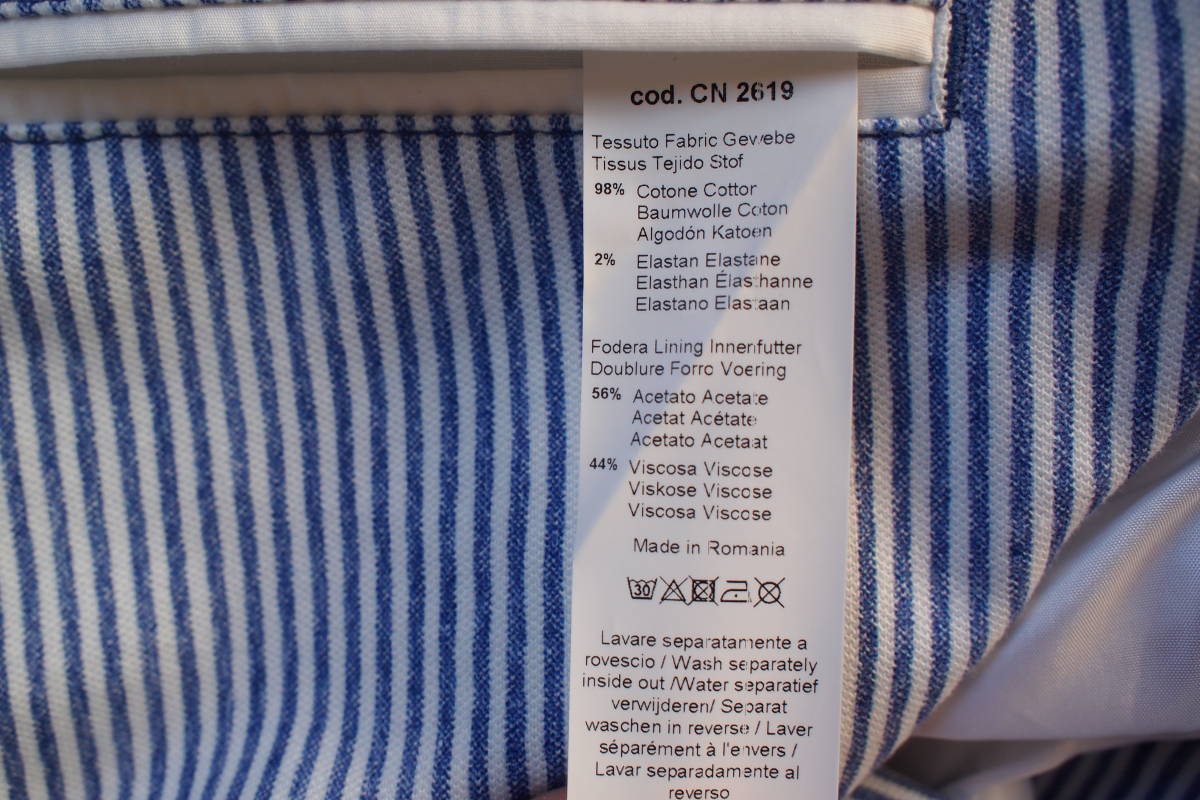 cod. CN 2619
Tessuto Fabric Gewebe
Tissus Tejido Stof
98% Cotone Cotton
Baumwolle Coton
Algodón Katoen
2% Elastan Elastane
Elasthan Élasthanne
Elastano Elastaan
Fodera Lining Innenfutter
Doublure Forro Voering
56% Acetato Acetate
Acetat Acétate
Acetato Acetaat
44% Viscosa Viscose
Viskose Viscose
Viscosa Viscose
Made in Romania
30
Lavare separatamente a
rovescio / Wash separately
inside out /Water separatief
verwijderen/ Separat
waschen in reverse / Laver
séparément à l'envers /
Lavar separadamente al
reverso